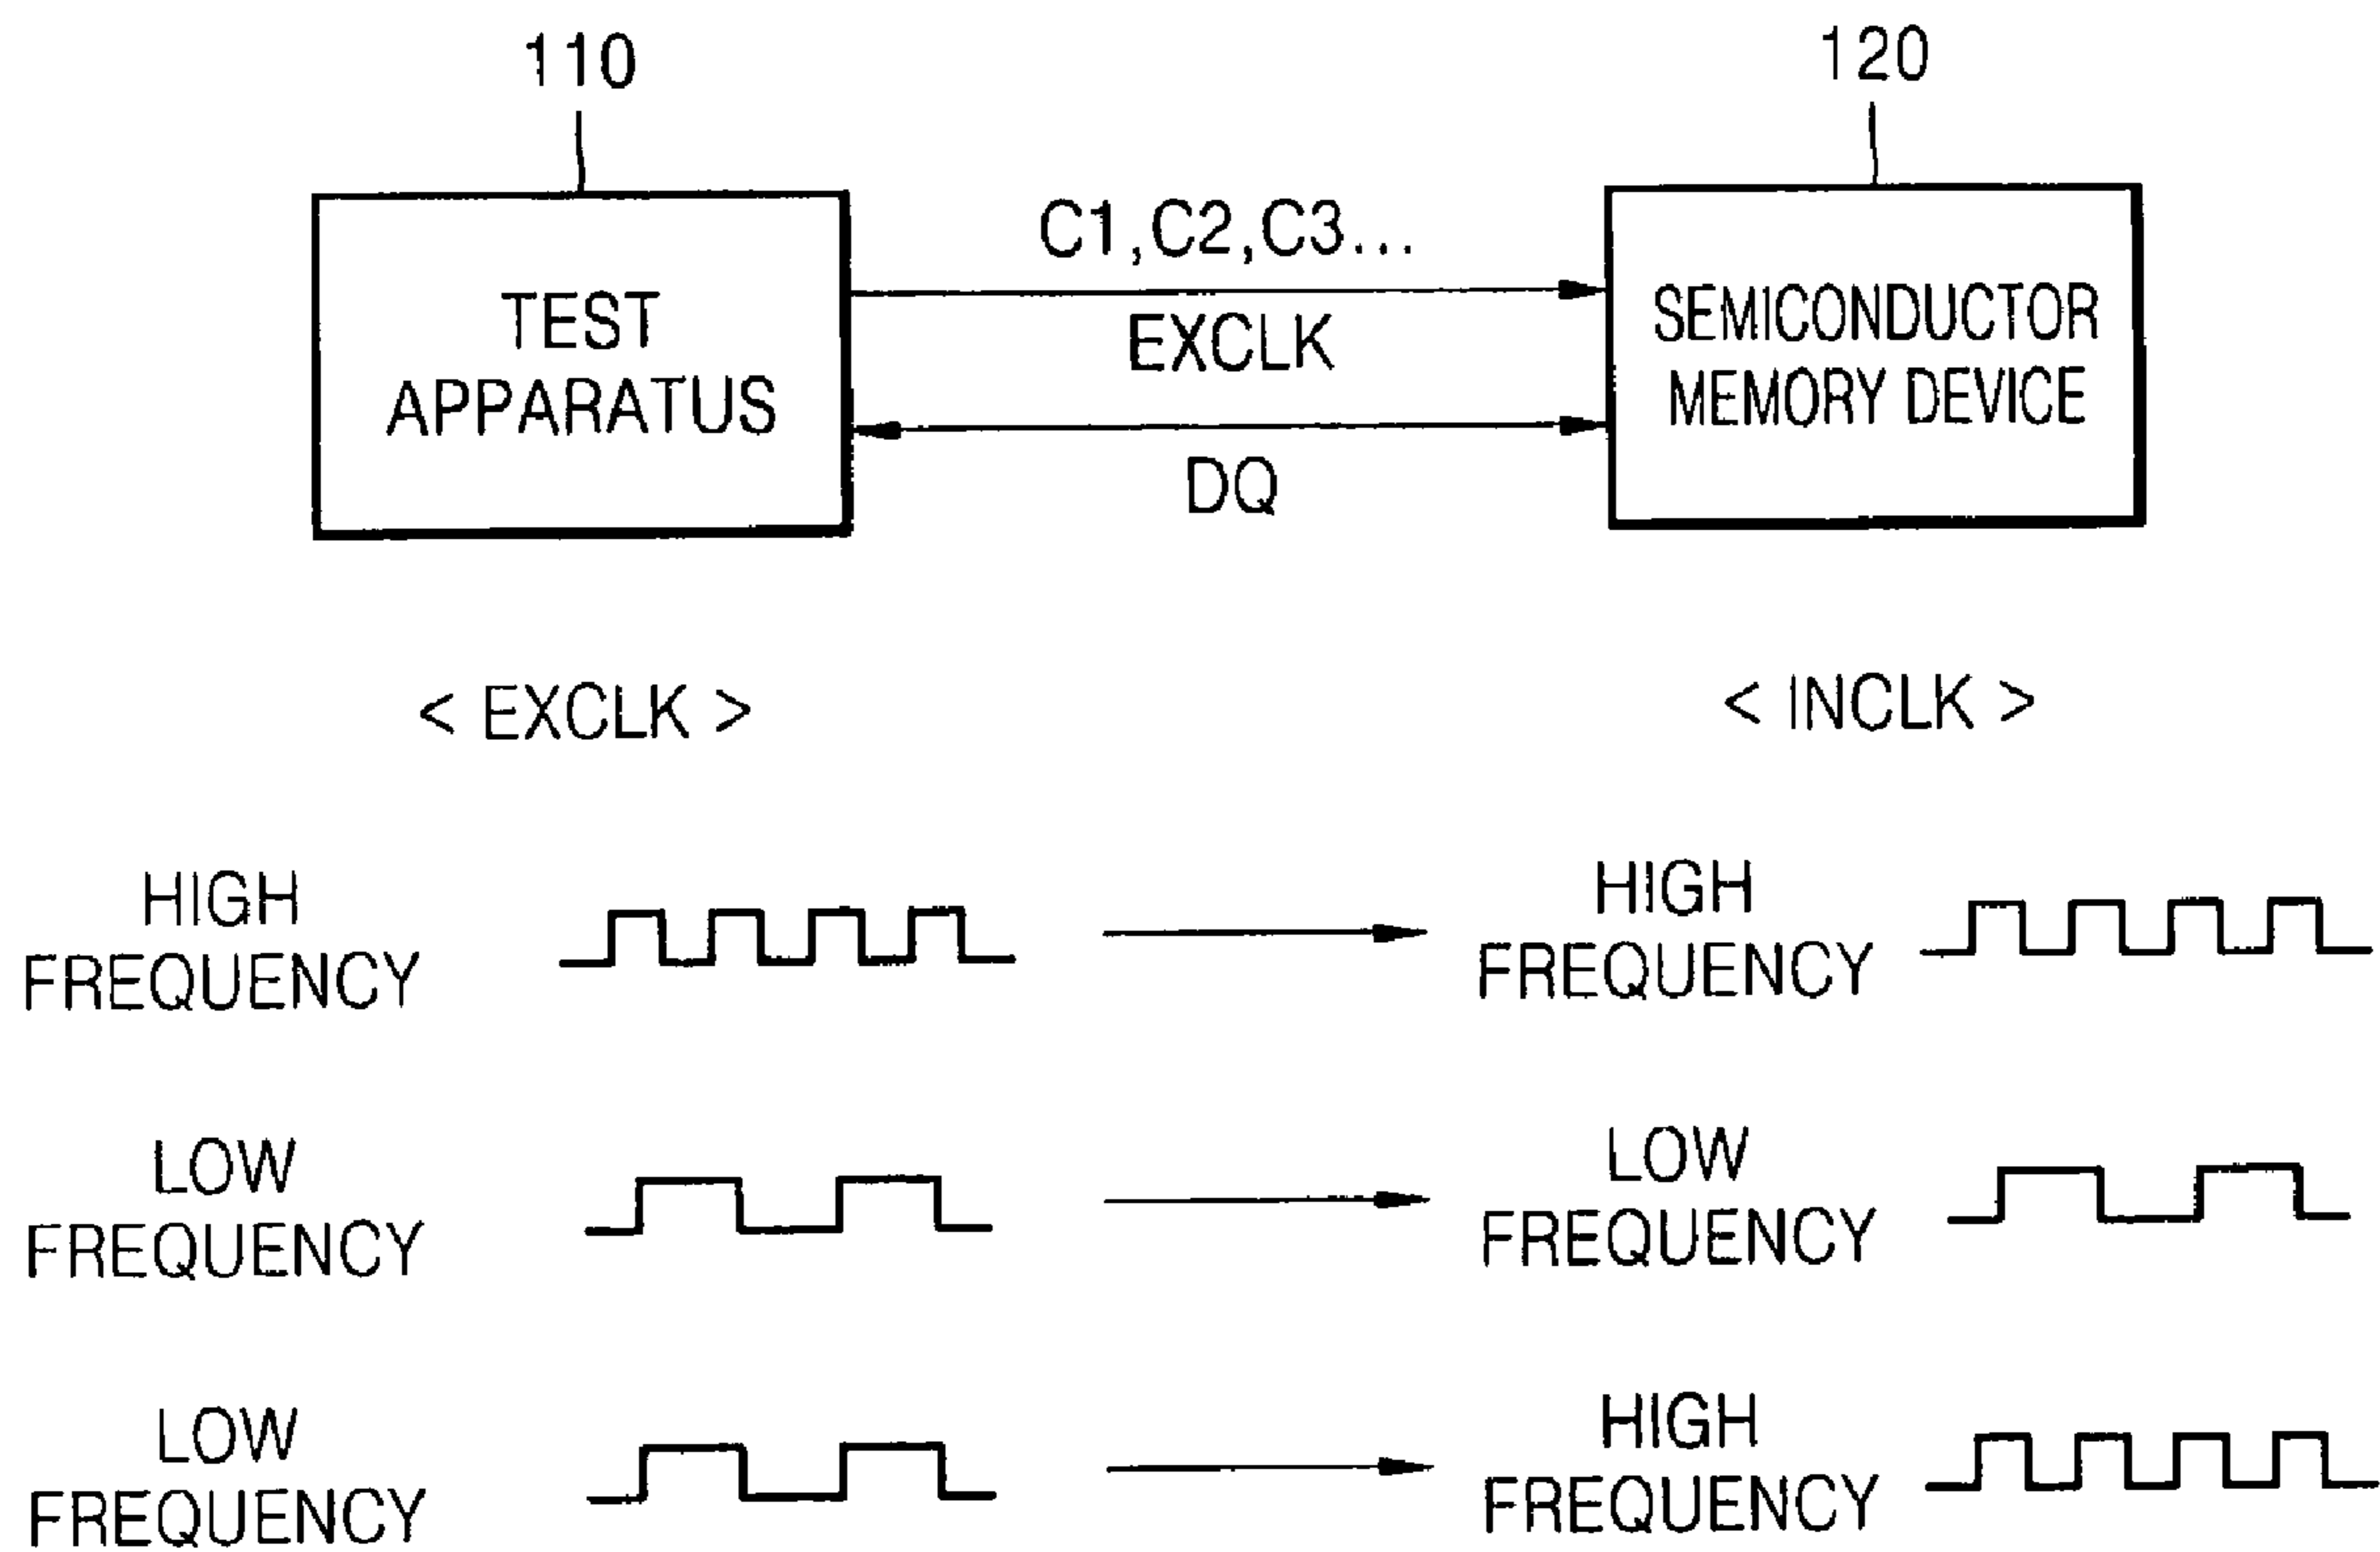 110
120
TEST
APPARATUS
C1,C2,C3...
EXCLK
DQ
SEMICONDUCTOR
MEMORY DEVICE
< EXCLK >
< INCLK >
HIGH
FREQUENCY
HIGH
FREQUENCY
LOW
FREQUENCY
LOW
FREQUENCY
LOW
FREQUENCY
HIGH
FREQUENCY